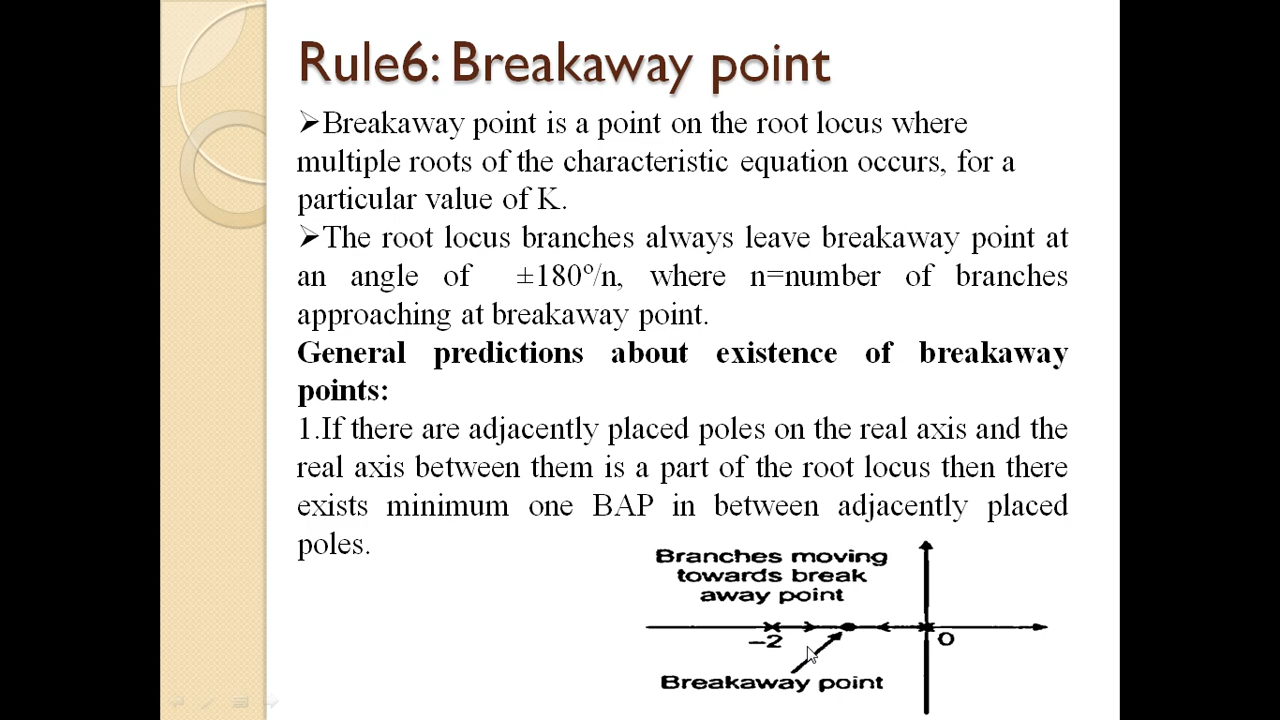 Rule6: Breakaway point
➢Breakaway point is a point on the root locus where
multiple roots of the characteristic equation occurs, for a
particular value of K.
➢The root locus branches always leave breakaway point at
an angle of ±180º/n, where n=number of branches
approaching at breakaway point.
General predictions about existence of breakaway
points:
1.If there are adjacently placed poles on the real axis and the
real axis between them is a part of the root locus then there
exists minimum one BAP in between adjacently placed
poles.
Branches moving
towards break
away point
−2
0
Breakaway point